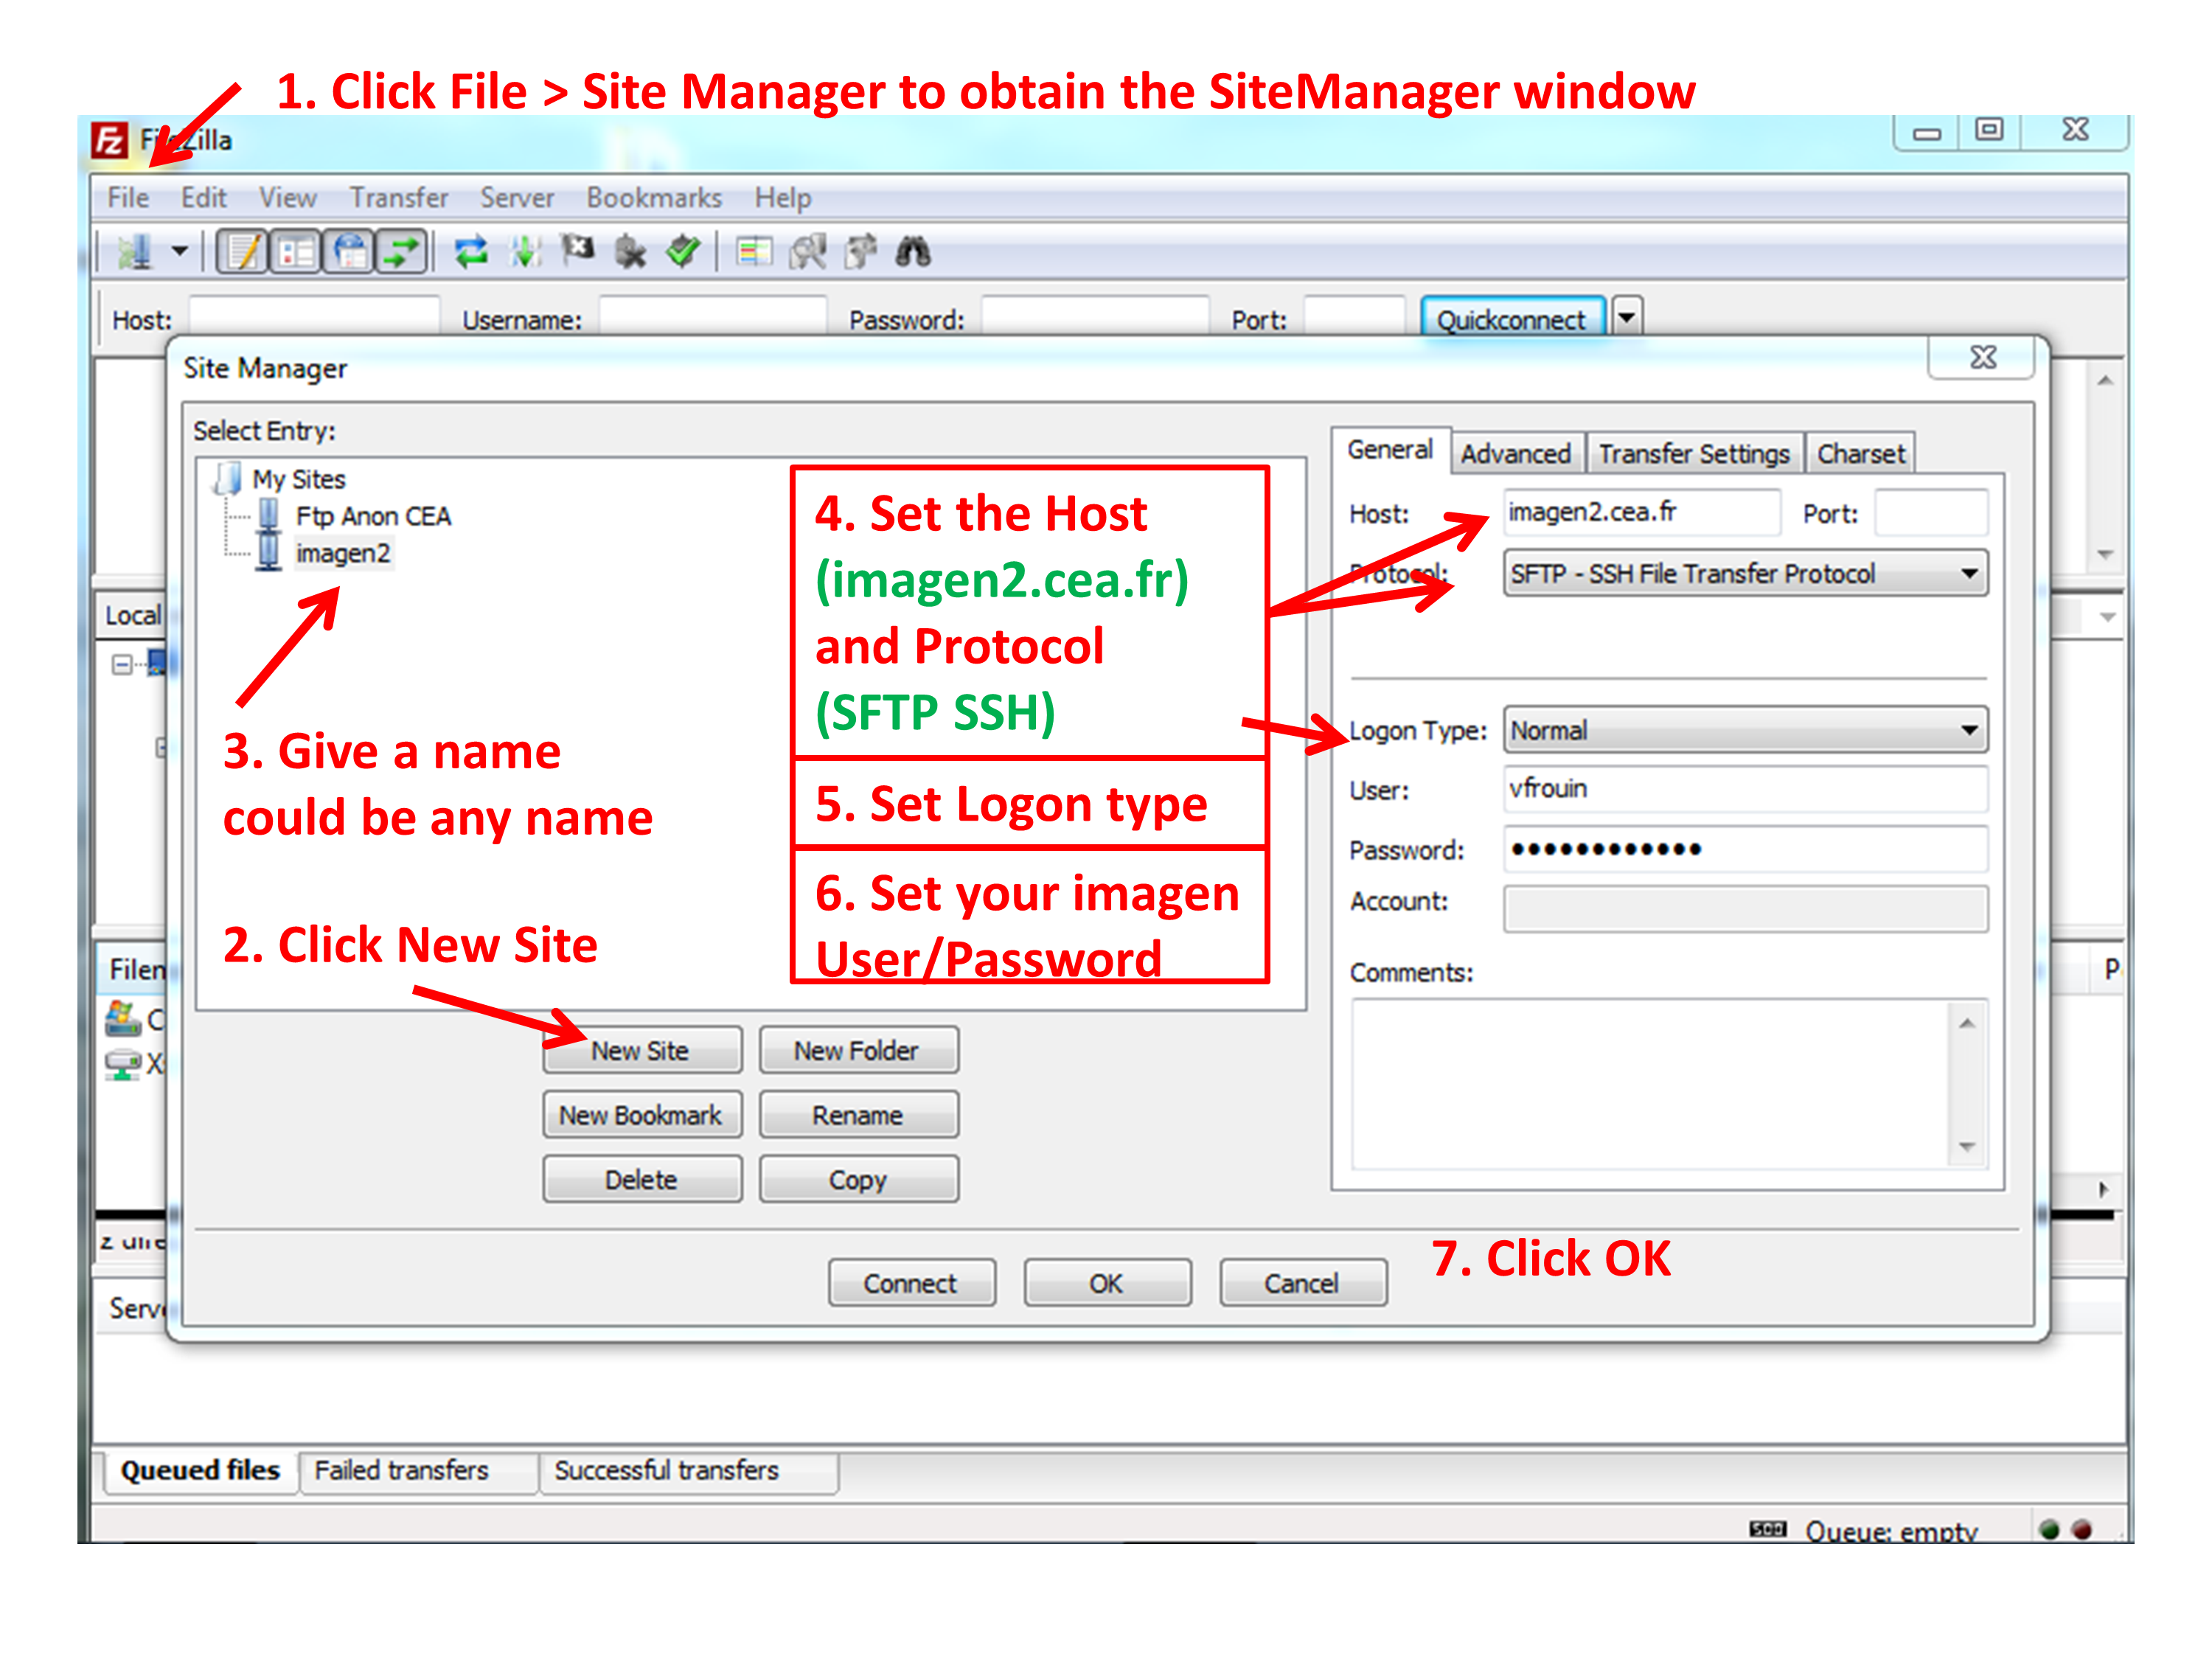 1. Click File > Site Manager to obtain the SiteManager window
FileZilla
File Edit View Transfer Server Bookmarks Help
Host: Username: Password: Port: Quickconnect
Site Manager
Select Entry:
My Sites
Ftp Anon CEA
imagen2
3. Give a name
could be any name
2. Click New Site
4. Set the Host
(imagen2.cea.fr)
and Protocol
(SFTP SSH)
5. Set Logon type
6. Set your imagen
User/Password
General Advanced Transfer Settings Charset
Host: imagen2.cea.fr Port:
Protocol: SFTP - SSH File Transfer Protocol
Logon Type: Normal
User: vfrouin
Password: ●●●●●●●●●●●●
Account:
Comments:
New Site New Folder
New Bookmark Rename
Delete Copy
Connect OK Cancel
7. Click OK
Local
Filen
P
C
X
Serv
Queued files Failed transfers Successful transfers
Queue: empty